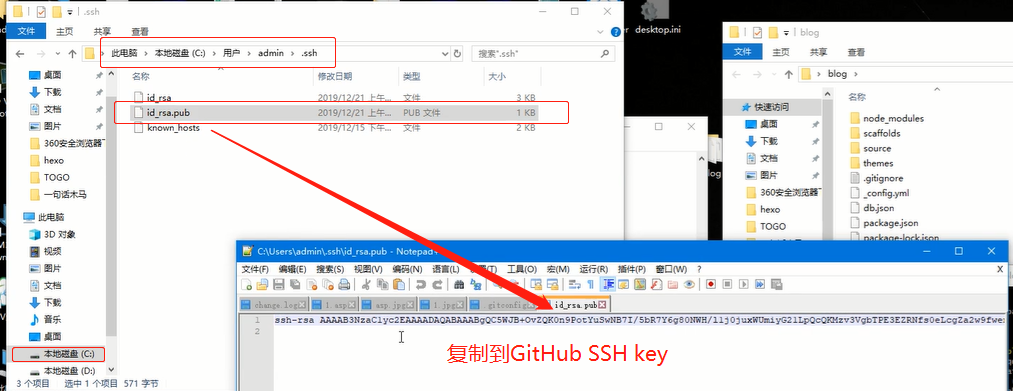 .ssh
文件
主页
共享
查看
此电脑 > 本地磁盘 (C:) > 用户 > admin > .ssh
搜索".ssh"
名称 修改日期 类型 大小
id_rsa 2019/12/21 上午... 文件 3 KB
id_rsa.pub 2019/12/21 上午... PUB 文件 1 KB
known_hosts 2019/12/15 下午... 文件 2 KB
桌面
下载
文档
图片
360安全浏览器下
hexo
TOGO
一句话木马
此电脑
3D 对象
视频
图片
文档
下载
音乐
桌面
本地磁盘 (C:)
本地磁盘 (D:)
3 个项目 选中 1 个项目 571 字节
desktop.ini
blog
文件
主页
共享
查看
blog
快速访问
桌面
下载
文档
图片
360安全浏览器下
hexo
TOGO
名称
node_modules
scaffolds
source
themes
.gitignore
_config.yml
db.json
package.json
package-lock.json
C:\Users\admin\.ssh\id_rsa.pub - Notepad
文件(F) 编辑(E) 搜索(S) 视图(V) 编码(N) 语言(L) 工具(O) 宏(M) 运行(R) 插件(P) 窗口(W) ? X
change.log 1.asp asp.jpg 1.jpg .gitconfig id_rsa.pub
1 ssh-rsa
2
复制到GitHub SSH key